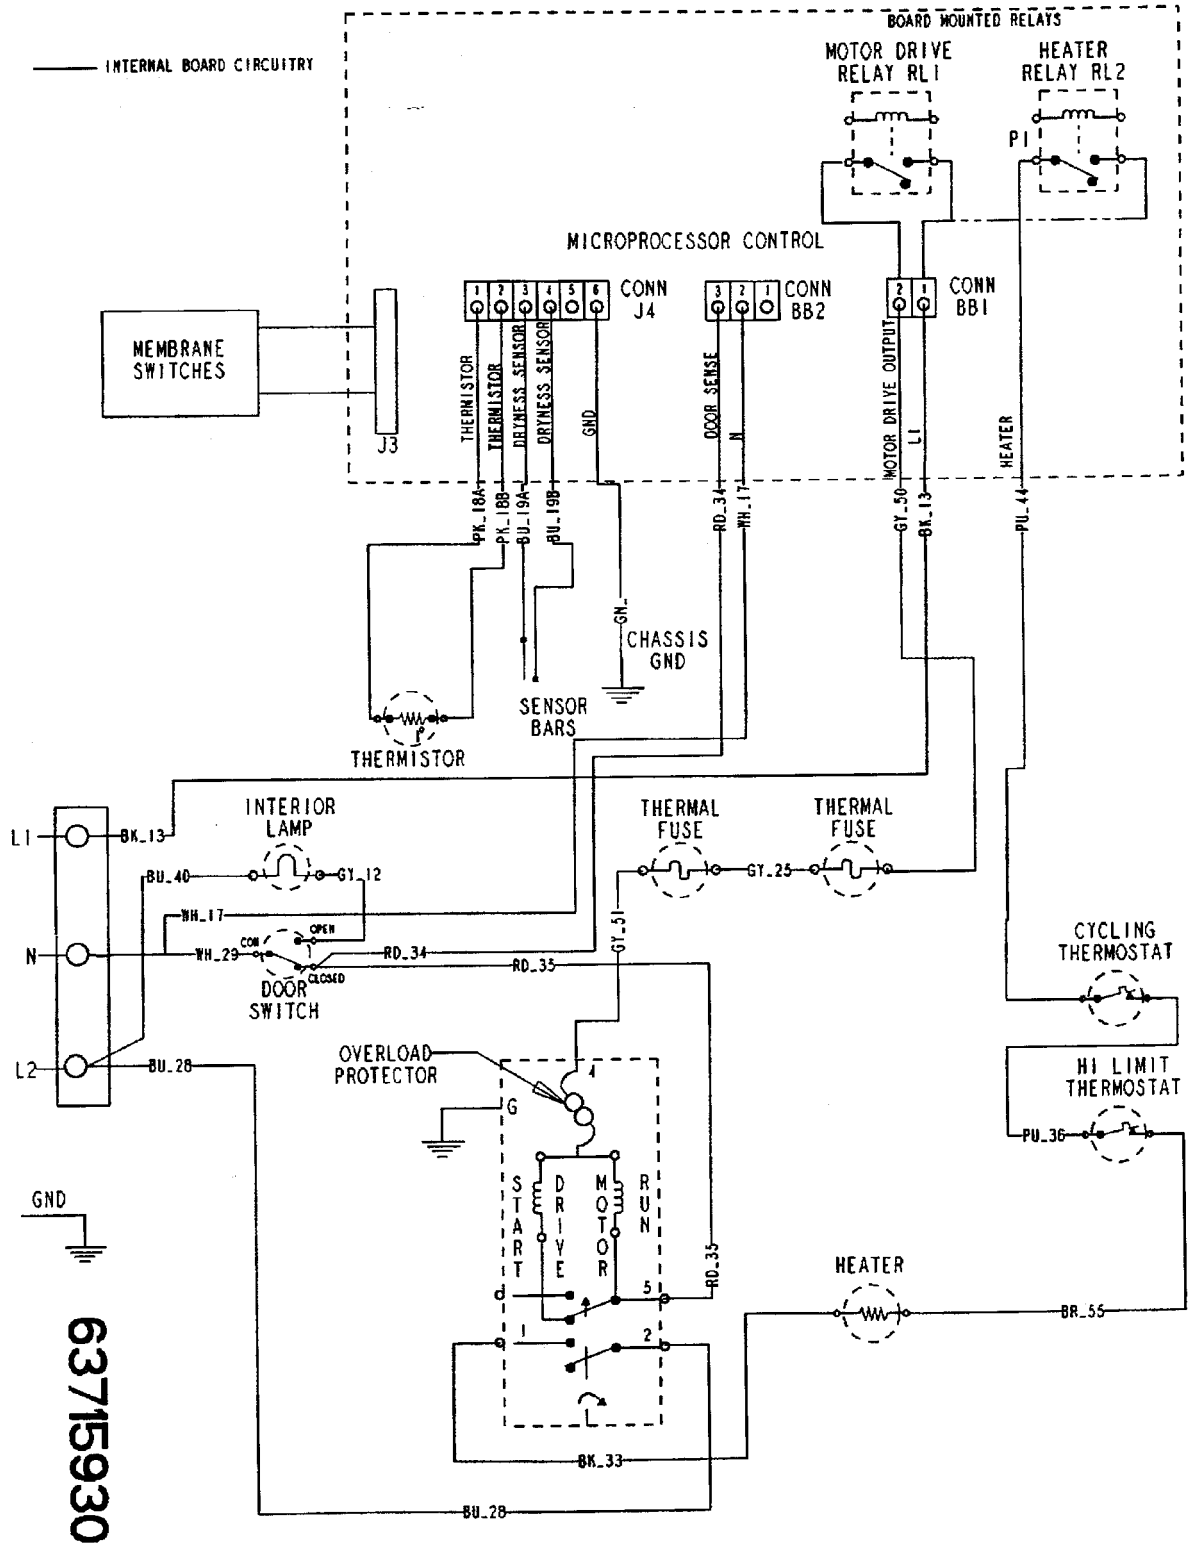 BOARD MOUNTED RELAYS
INTERNAL BOARD CIRCUITRY
MOTOR DRIVE
RELAY RL1
HEATER
RELAY RL2
P1
MICROPROCESSOR CONTROL
1 2 3 4 5 6
CONN
J4
3 2 1
CONN
BB2
2 1
CONN
BB1
MEMBRANE
SWITCHES
J3
THERMISTOR
THERMISTOR
DRYNESS SENSOR
DRYNESS SENSOR
GND
DOOR SENSE
N
MOTOR DRIVE OUTPUT
L1
HEATER
PK_18A
PK_18B
BU_19A
BU_19B
RD_34
WH_17
GY_50
BK_13
PU_44
GN_
CHASSIS
GND
SENSOR
BARS
THERMISTOR
INTERIOR
LAMP
THERMAL
FUSE
THERMAL
FUSE
L1
BK_13
BU_40
GY_12
GY_25
WH_17
GY_51
OPEN
COM
N
WH_29
RD_34
RD_35
CLOSED
DOOR
SWITCH
CYCLING
THERMOSTAT
L2
BU_28
OVERLOAD
PROTECTOR
4
G
HI LIMIT
THERMOSTAT
PU_36
START
DRIVE
MOTOR
RUN
GND
RD_35
HEATER
5
1
2
BR_55
BK_33
BU_28
63715930